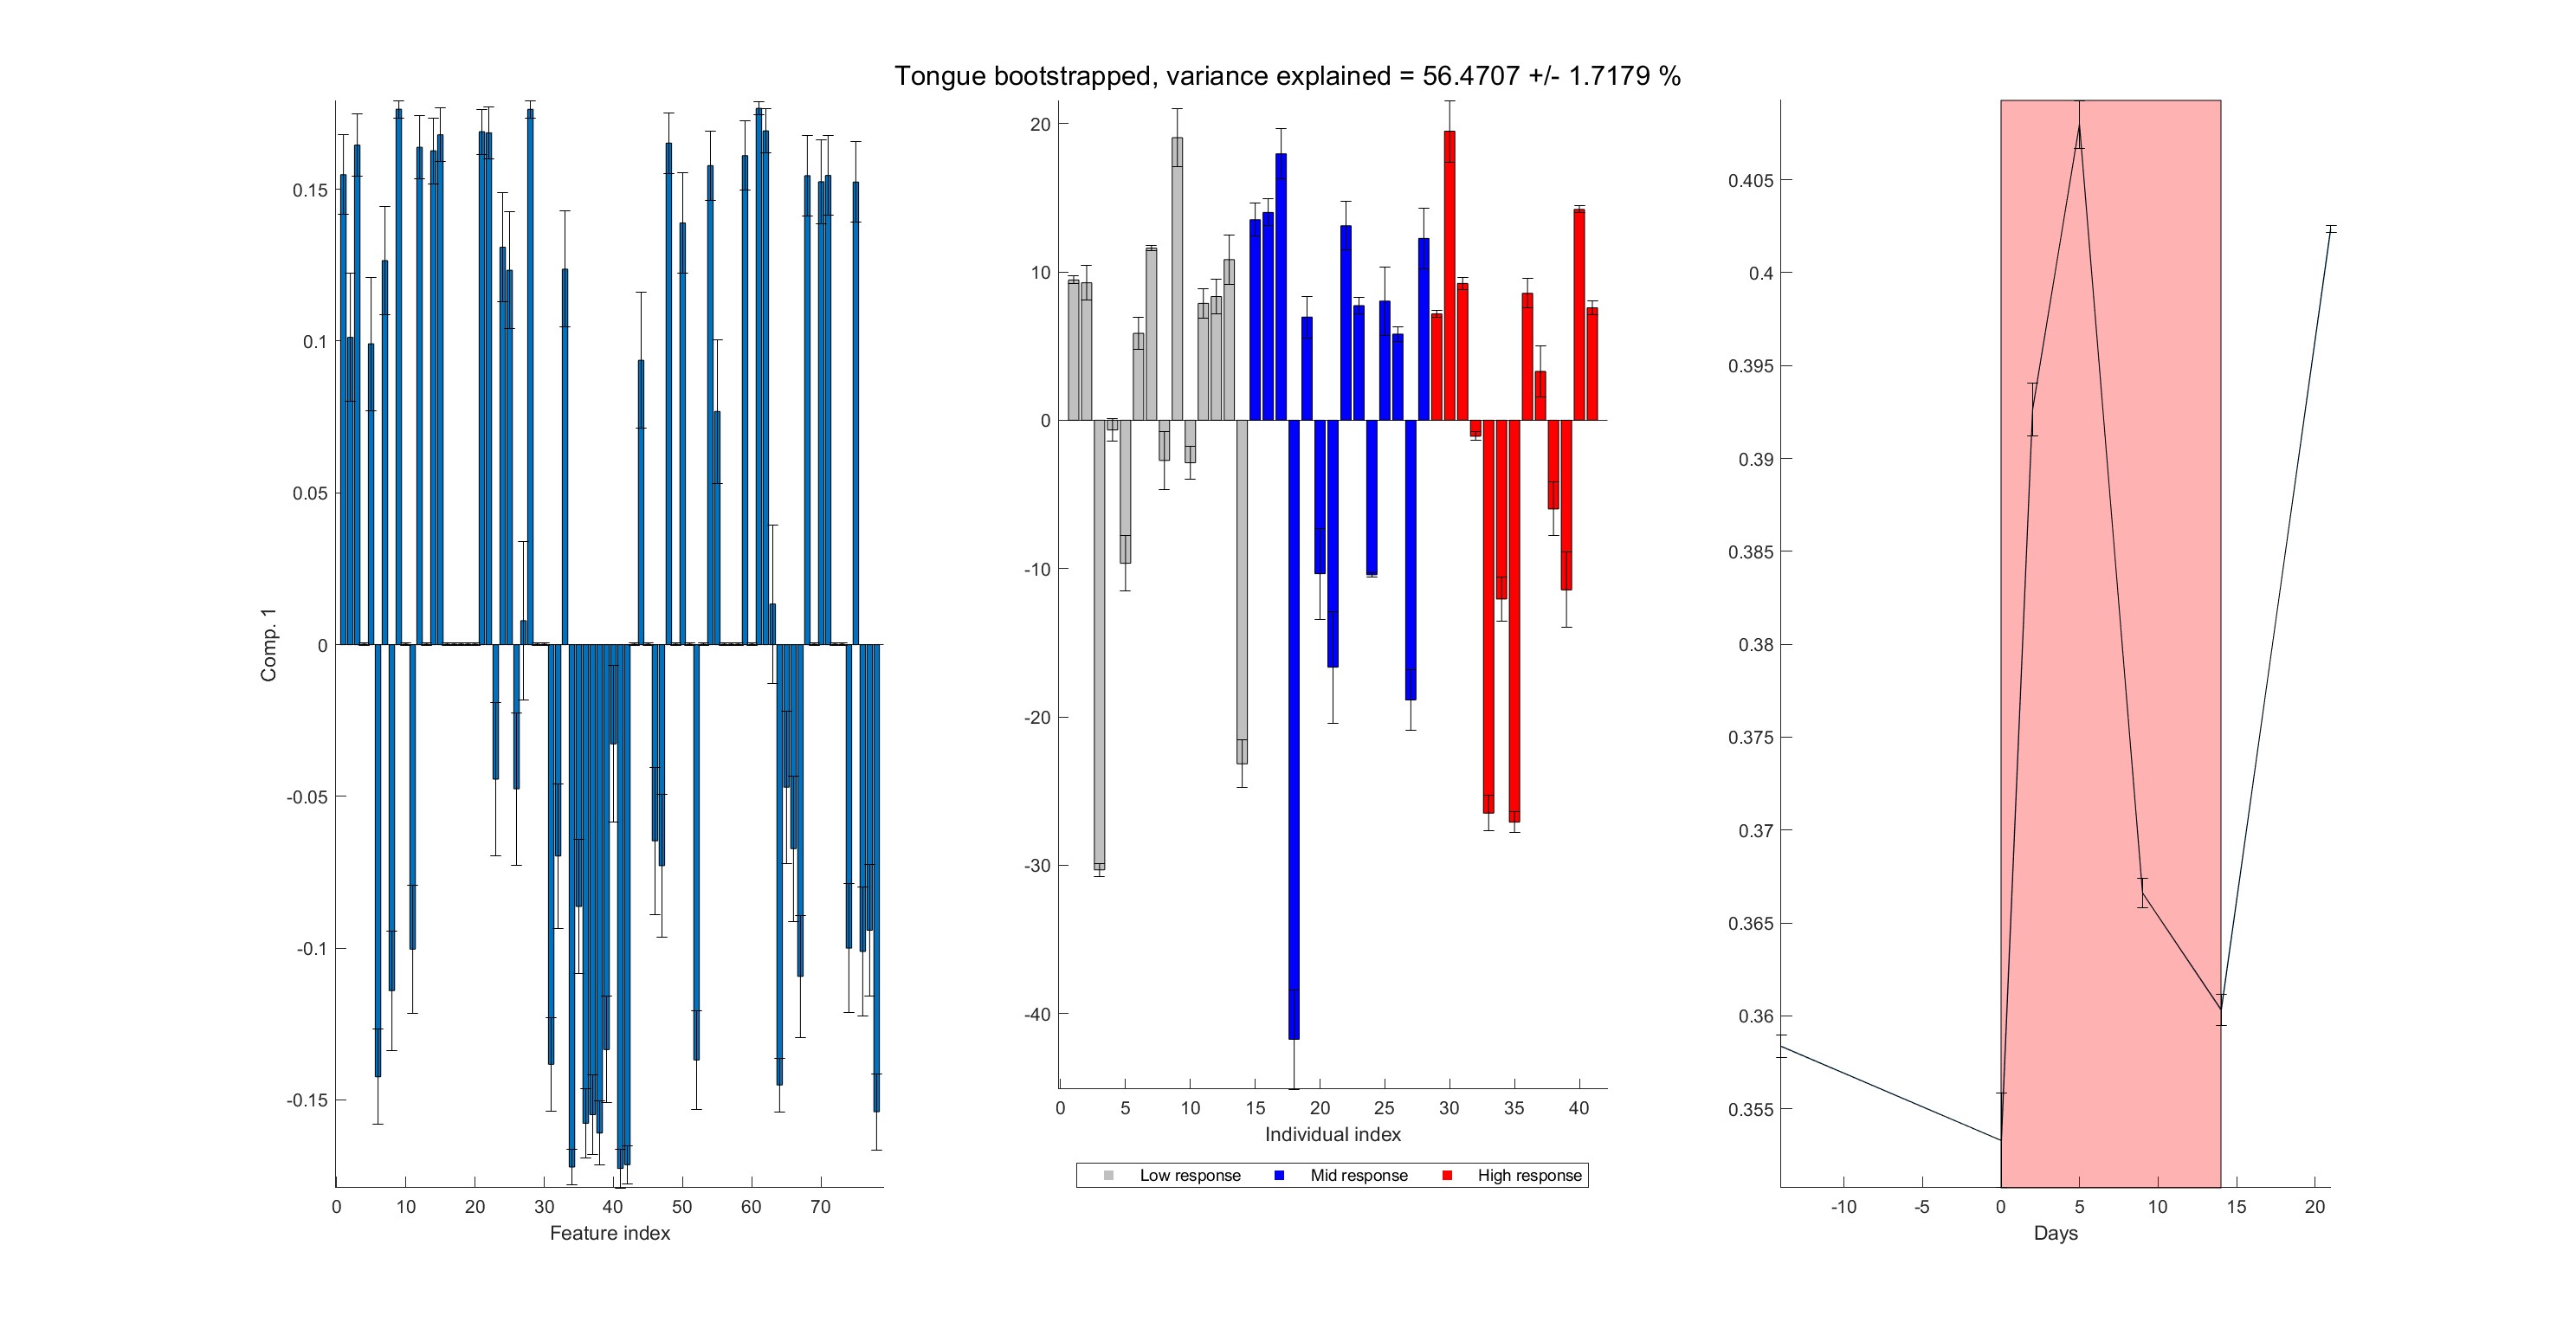 Tongue bootstrapped, variance explained = 56.4707 +/- 1.7179 %
Comp. 1
0.15
0.1
0.05
0
-0.05
-0.1
-0.15
0 10 20 30 40 50 60 70
Feature index
20
10
0
-10
-20
-30
-40
0 5 10 15 20 25 30 35 40
Individual index
Low response Mid response High response
0.405
0.4
0.395
0.39
0.385
0.38
0.375
0.37
0.365
0.36
0.355
-10 -5 0 5 10 15 20
Days